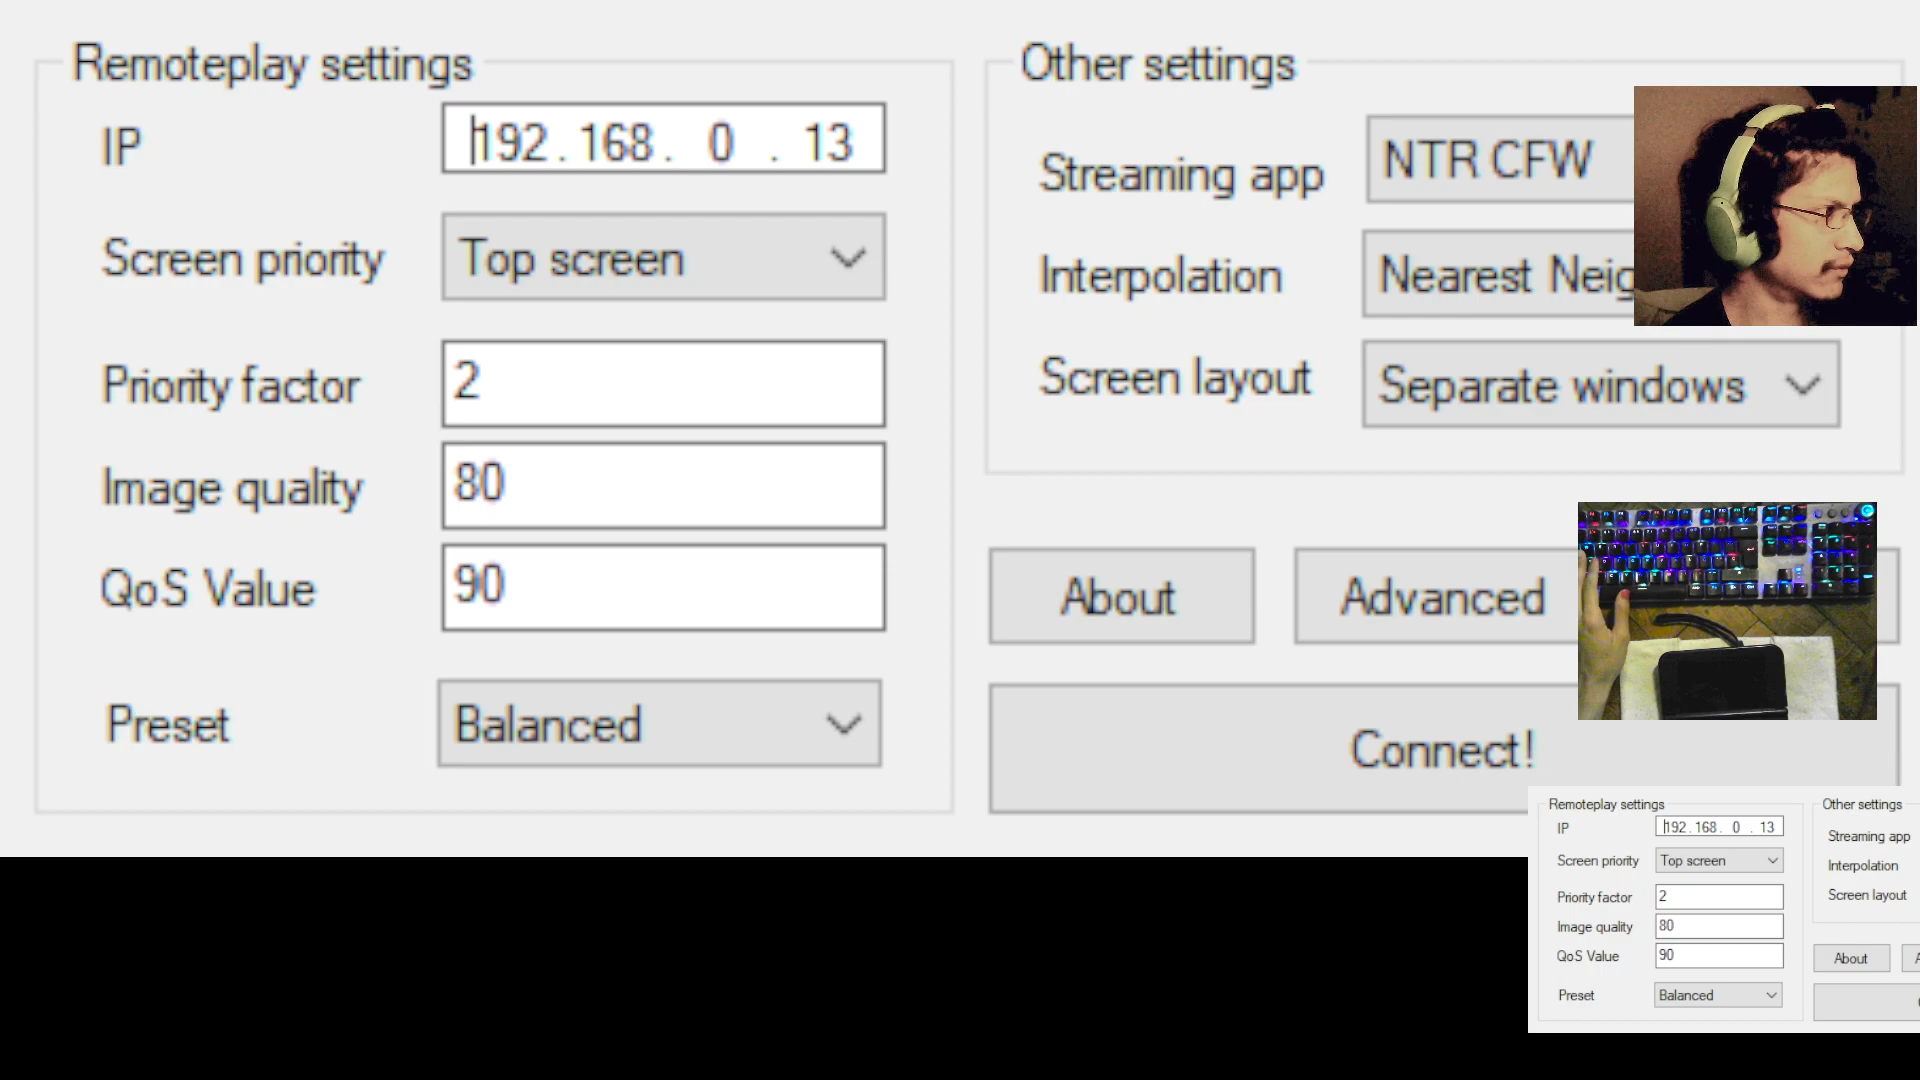 Remoteplay settings
IP
192.168. 0 . 13
Screen priority
Top screen
Priority factor
2
Image quality
80
QoS Value
90
Preset
Balanced
Other settings
Streaming app
NTR CFW
Interpolation
Nearest Neig
Screen layout
Separate windows
About
Advanced
Connect!
Remoteplay settings
IP
192.168. 0 . 13
Screen priority
Top screen
Priority factor
2
Image quality
80
QoS Value
90
Preset
Balanced
Other settings
Streaming app
Interpolation
Screen layout
About